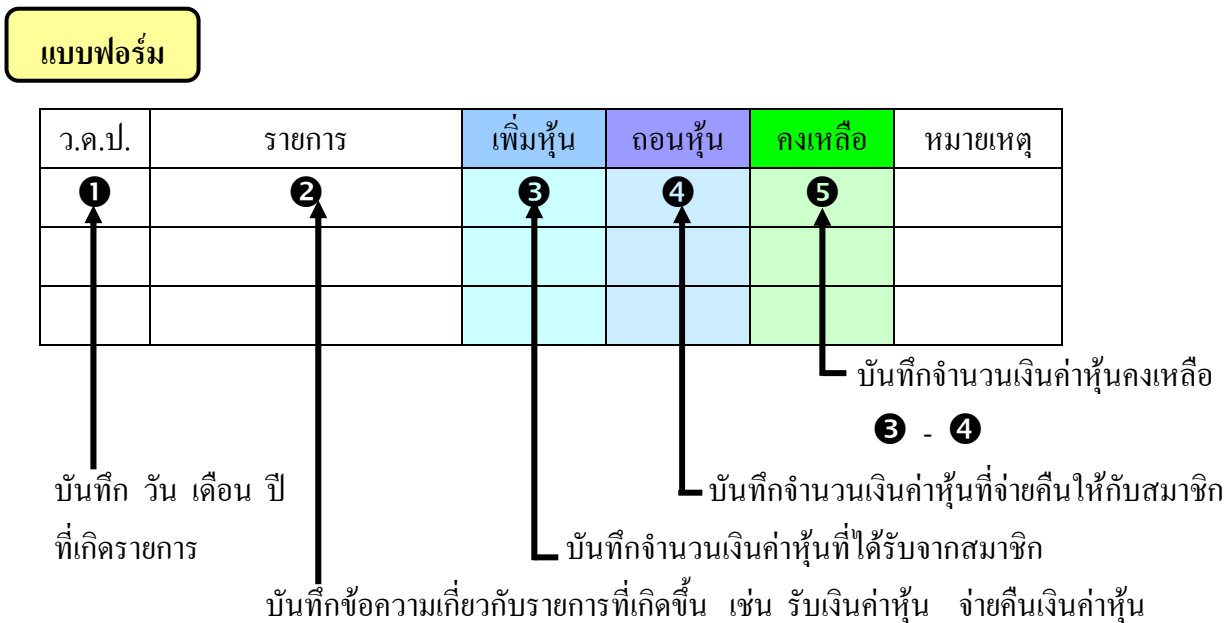 แบบฟอร์ม
ว.ด.ป. รายการ เพิ่มหุ้น ถอนหุ้น คงเหลือ หมายเหตุ
❶ ❷ ❸ ❹ ❺
บันทึกจำนวนเงินค่าหุ้นคงเหลือ
❸ - ❹
บันทึก วัน เดือน ปี
ที่เกิดรายการ
บันทึกจำนวนเงินค่าหุ้นที่จ่ายคืนให้กับสมาชิก
บันทึกจำนวนเงินค่าหุ้นที่ได้รับจากสมาชิก
บันทึกข้อความเกี่ยวกับรายการที่เกิดขึ้น เช่น รับเงินค่าหุ้น จ่ายคืนเงินค่าหุ้น